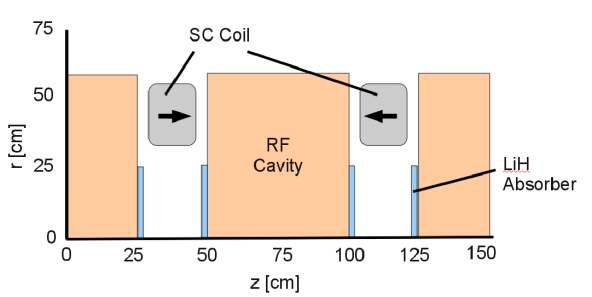 75
SC Coil
50
r [cm]
RF
Cavity
25
LiH
Absorber
0
0 25 50 75 100 125 150
z [cm]